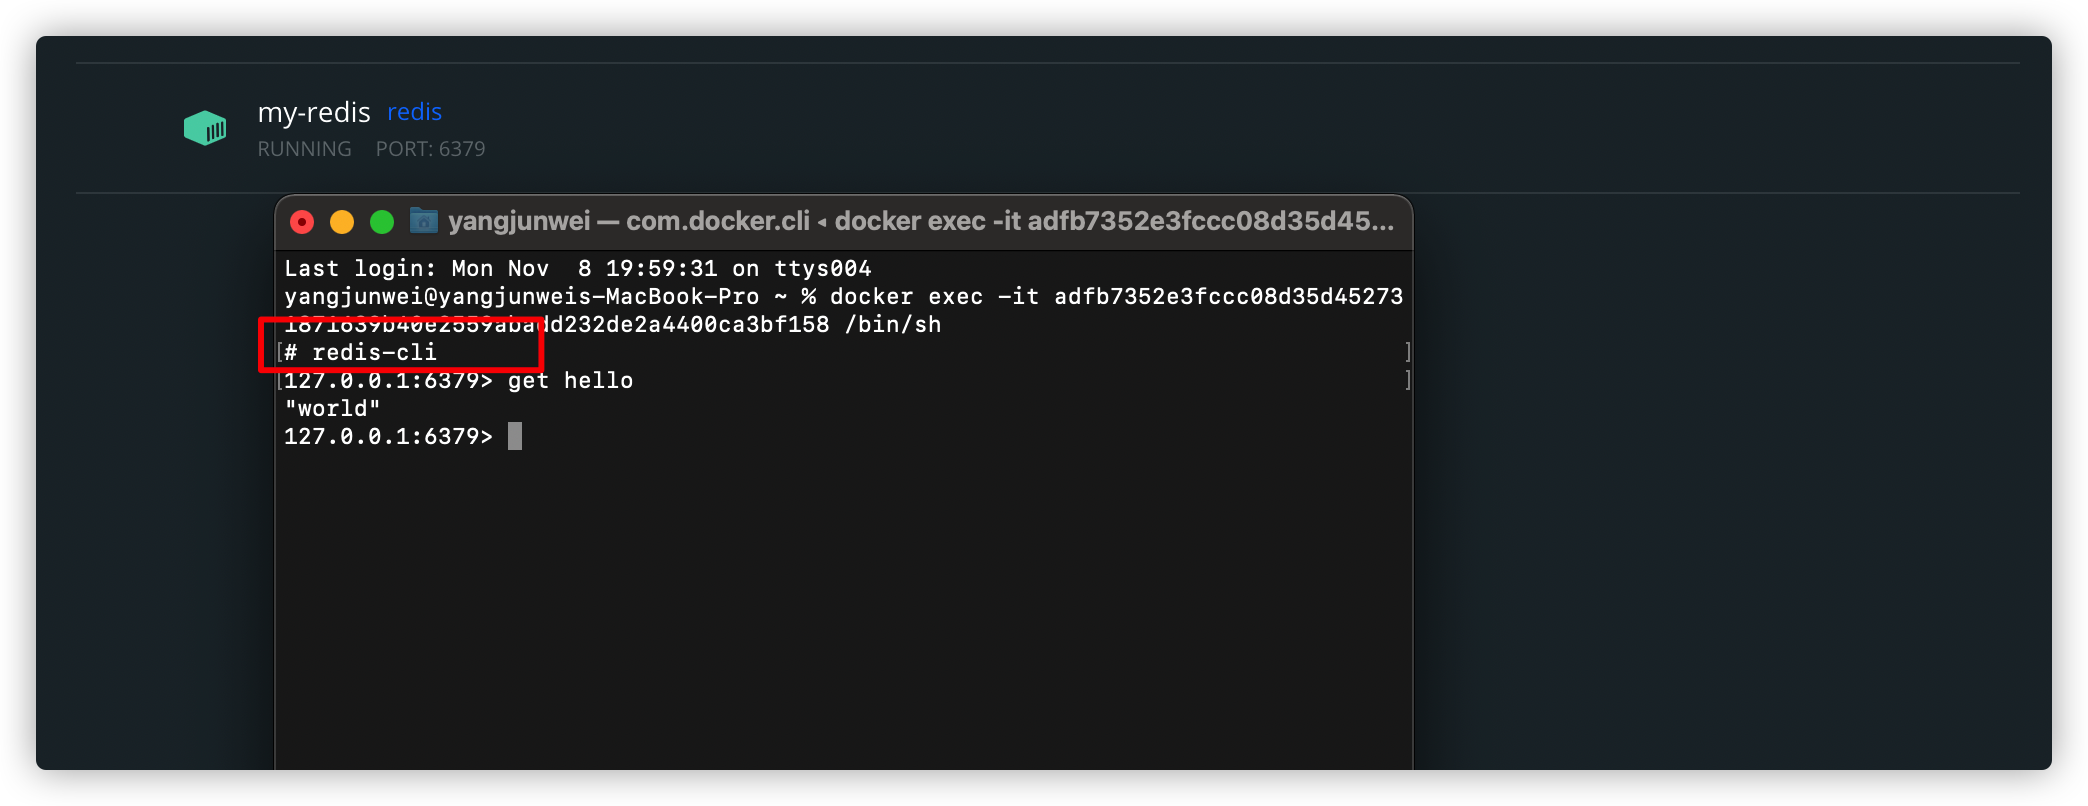 my-redis redis
RUNNING PORT: 6379
yangjunwei — com.docker.cli ◂ docker exec -it adfb7352e3fccc08d35d45...
Last login: Mon Nov  8 19:59:31 on ttys004
yangjunwei@yangjunweis-MacBook-Pro ~ % docker exec -it adfb7352e3fccc08d35d45273
1871639b40e2559abadd232de2a4400ca3bf158 /bin/sh
[# redis-cli ]
[127.0.0.1:6379> get hello ]
"world"
127.0.0.1:6379>